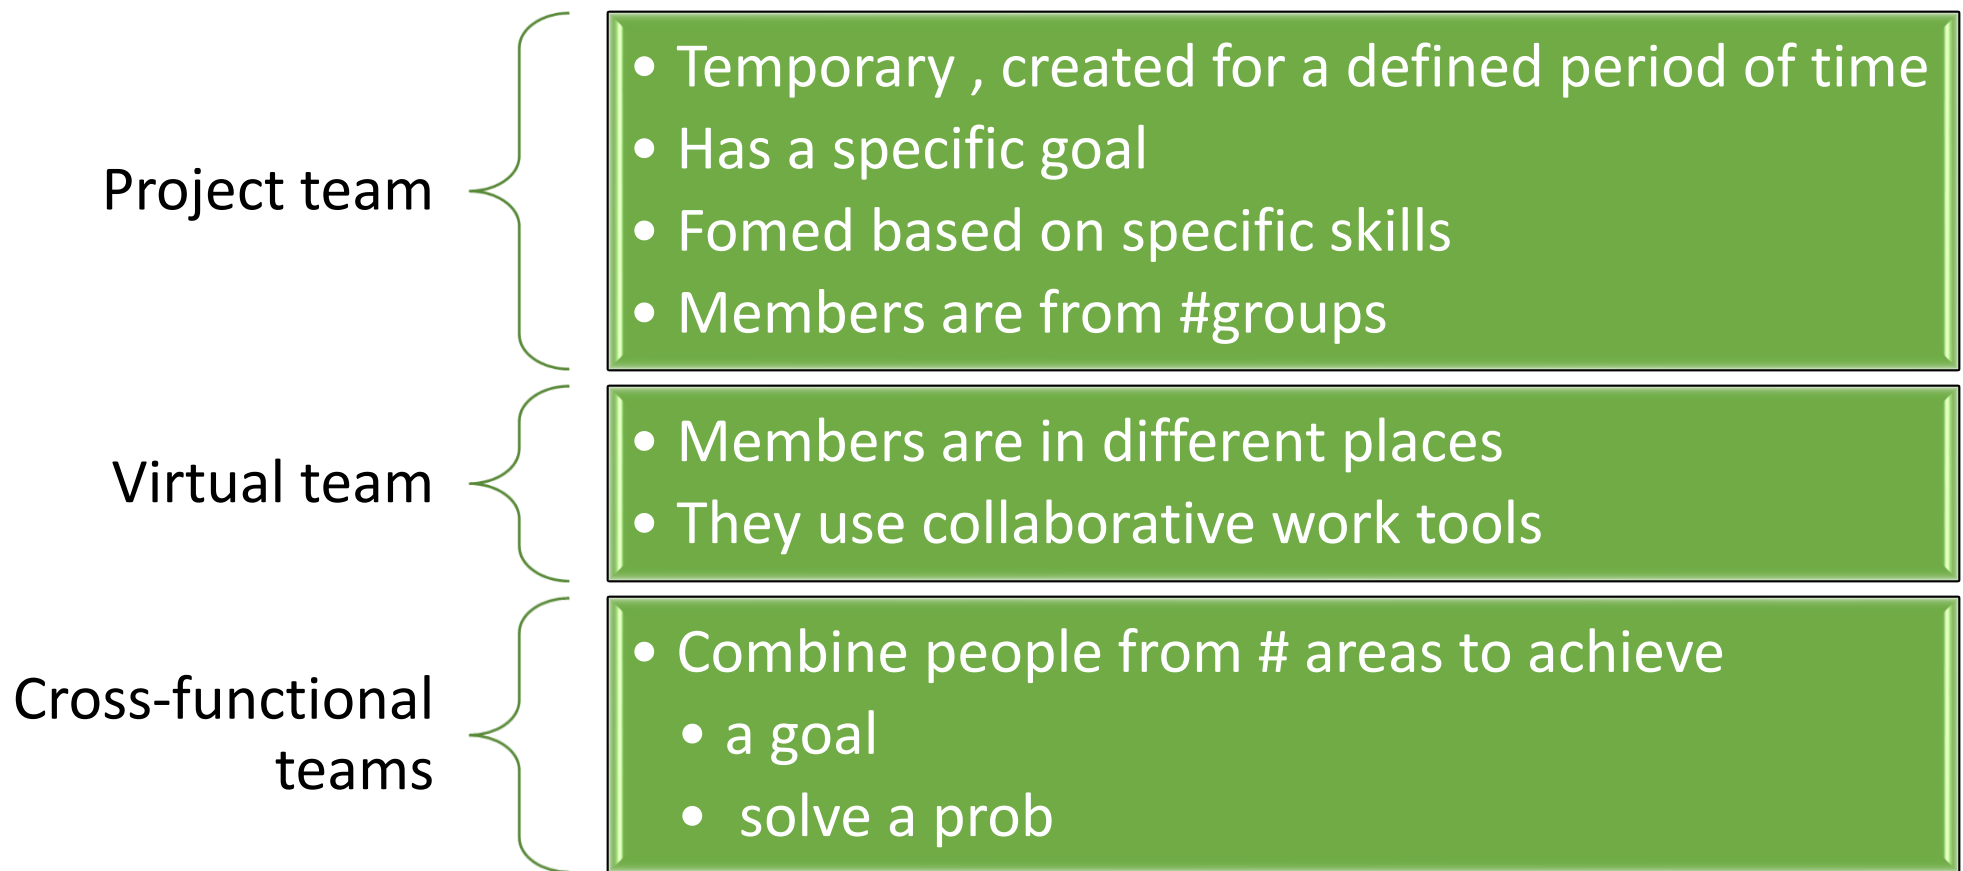 Project team
• Temporary , created for a defined period of time
• Has a specific goal
• Fomed based on specific skills
• Members are from #groups
Virtual team
• Members are in different places
• They use collaborative work tools
Cross-functional
teams
• Combine people from # areas to achieve
• a goal
• solve a prob